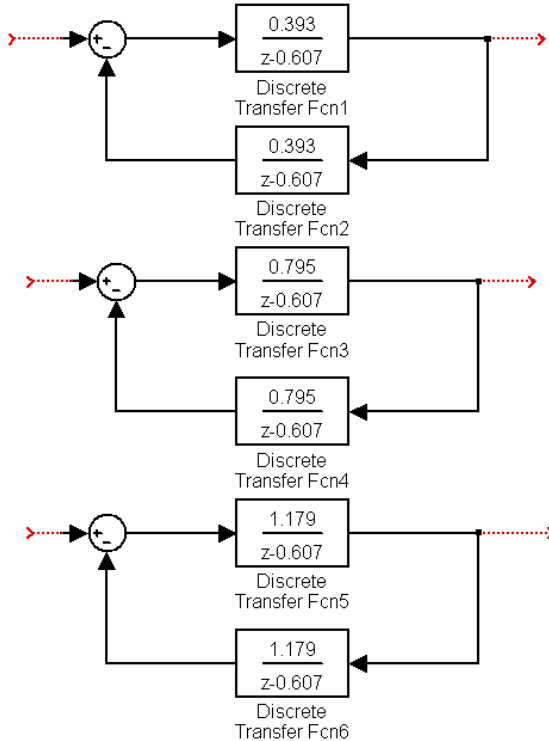 +
-
0.393
z-0.607
Discrete
Transfer Fcn1
0.393
z-0.607
Discrete
Transfer Fcn2
+
-
0.795
z-0.607
Discrete
Transfer Fcn3
0.795
z-0.607
Discrete
Transfer Fcn4
+
-
1.179
z-0.607
Discrete
Transfer Fcn5
1.179
z-0.607
Discrete
Transfer Fcn6